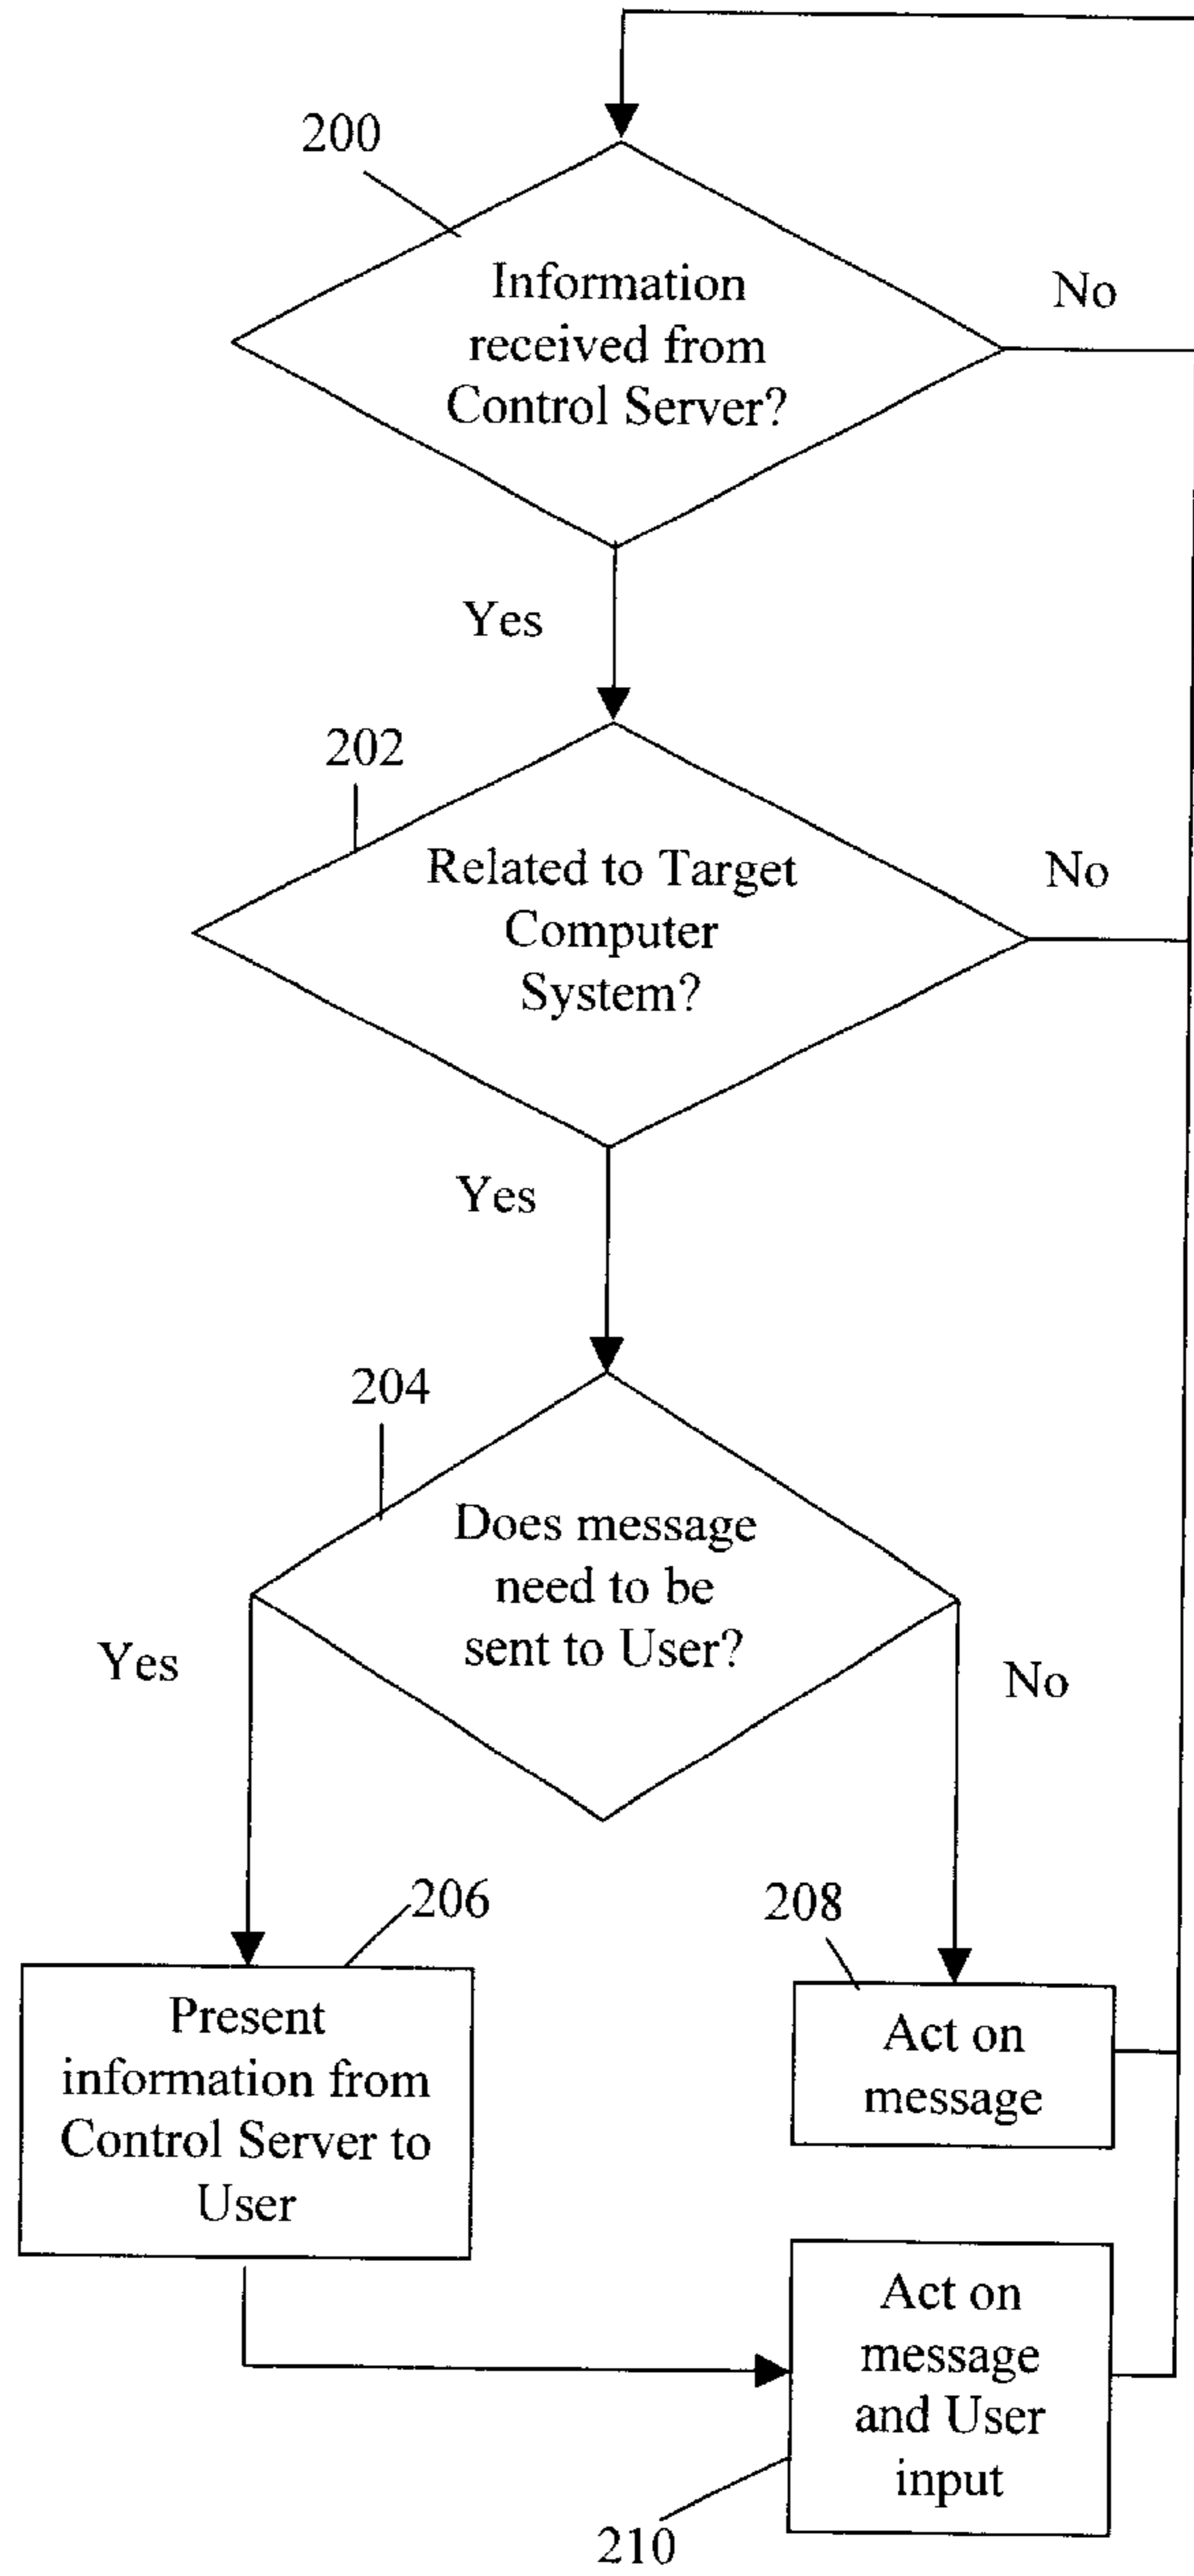 200
Information
received from
Control Server?
No
Yes
202
Related to Target
Computer
System?
No
Yes
204
Does message
need to be
sent to User?
Yes
No
206
Present
information from
Control Server to
User
208
Act on
message
Act on
message
and User
input
210